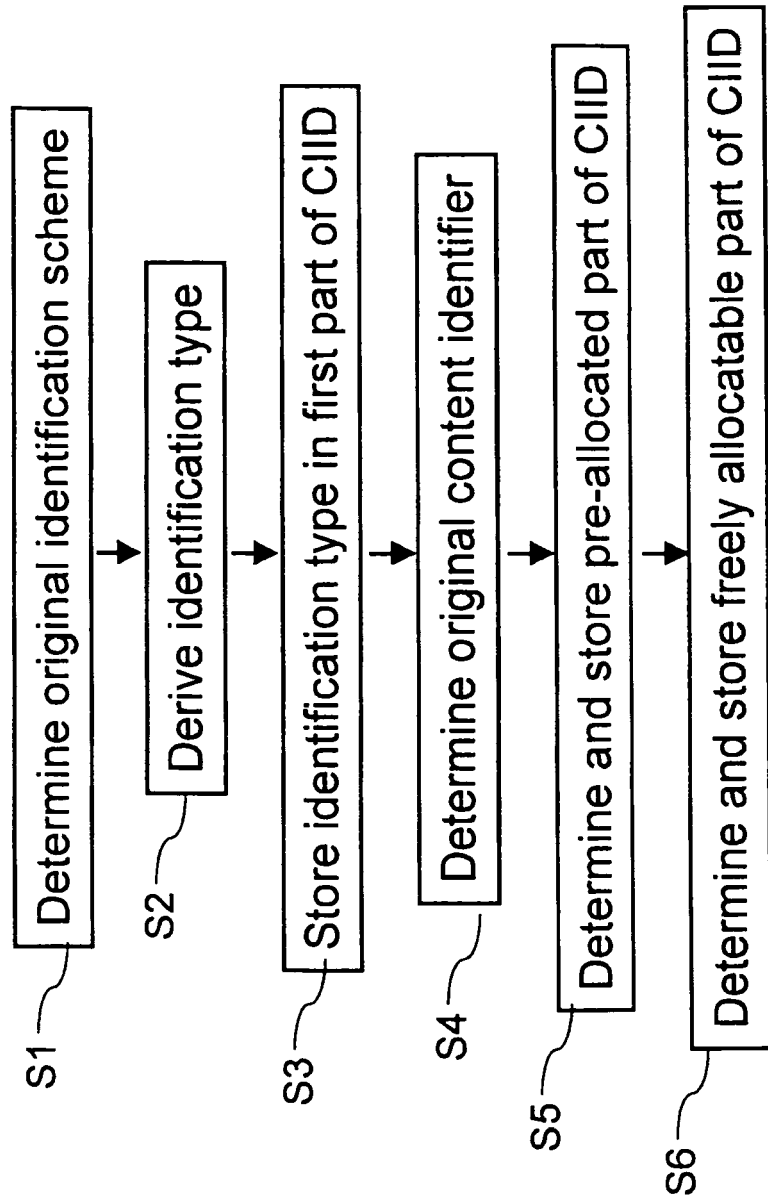 S1
Determine original identification scheme
S2
Derive identification type
S3
Store identification type in first part of CIID
S4
Determine original content identifier
S5
Determine and store pre-allocated part of CIID
S6
Determine and store freely allocatable part of CIID